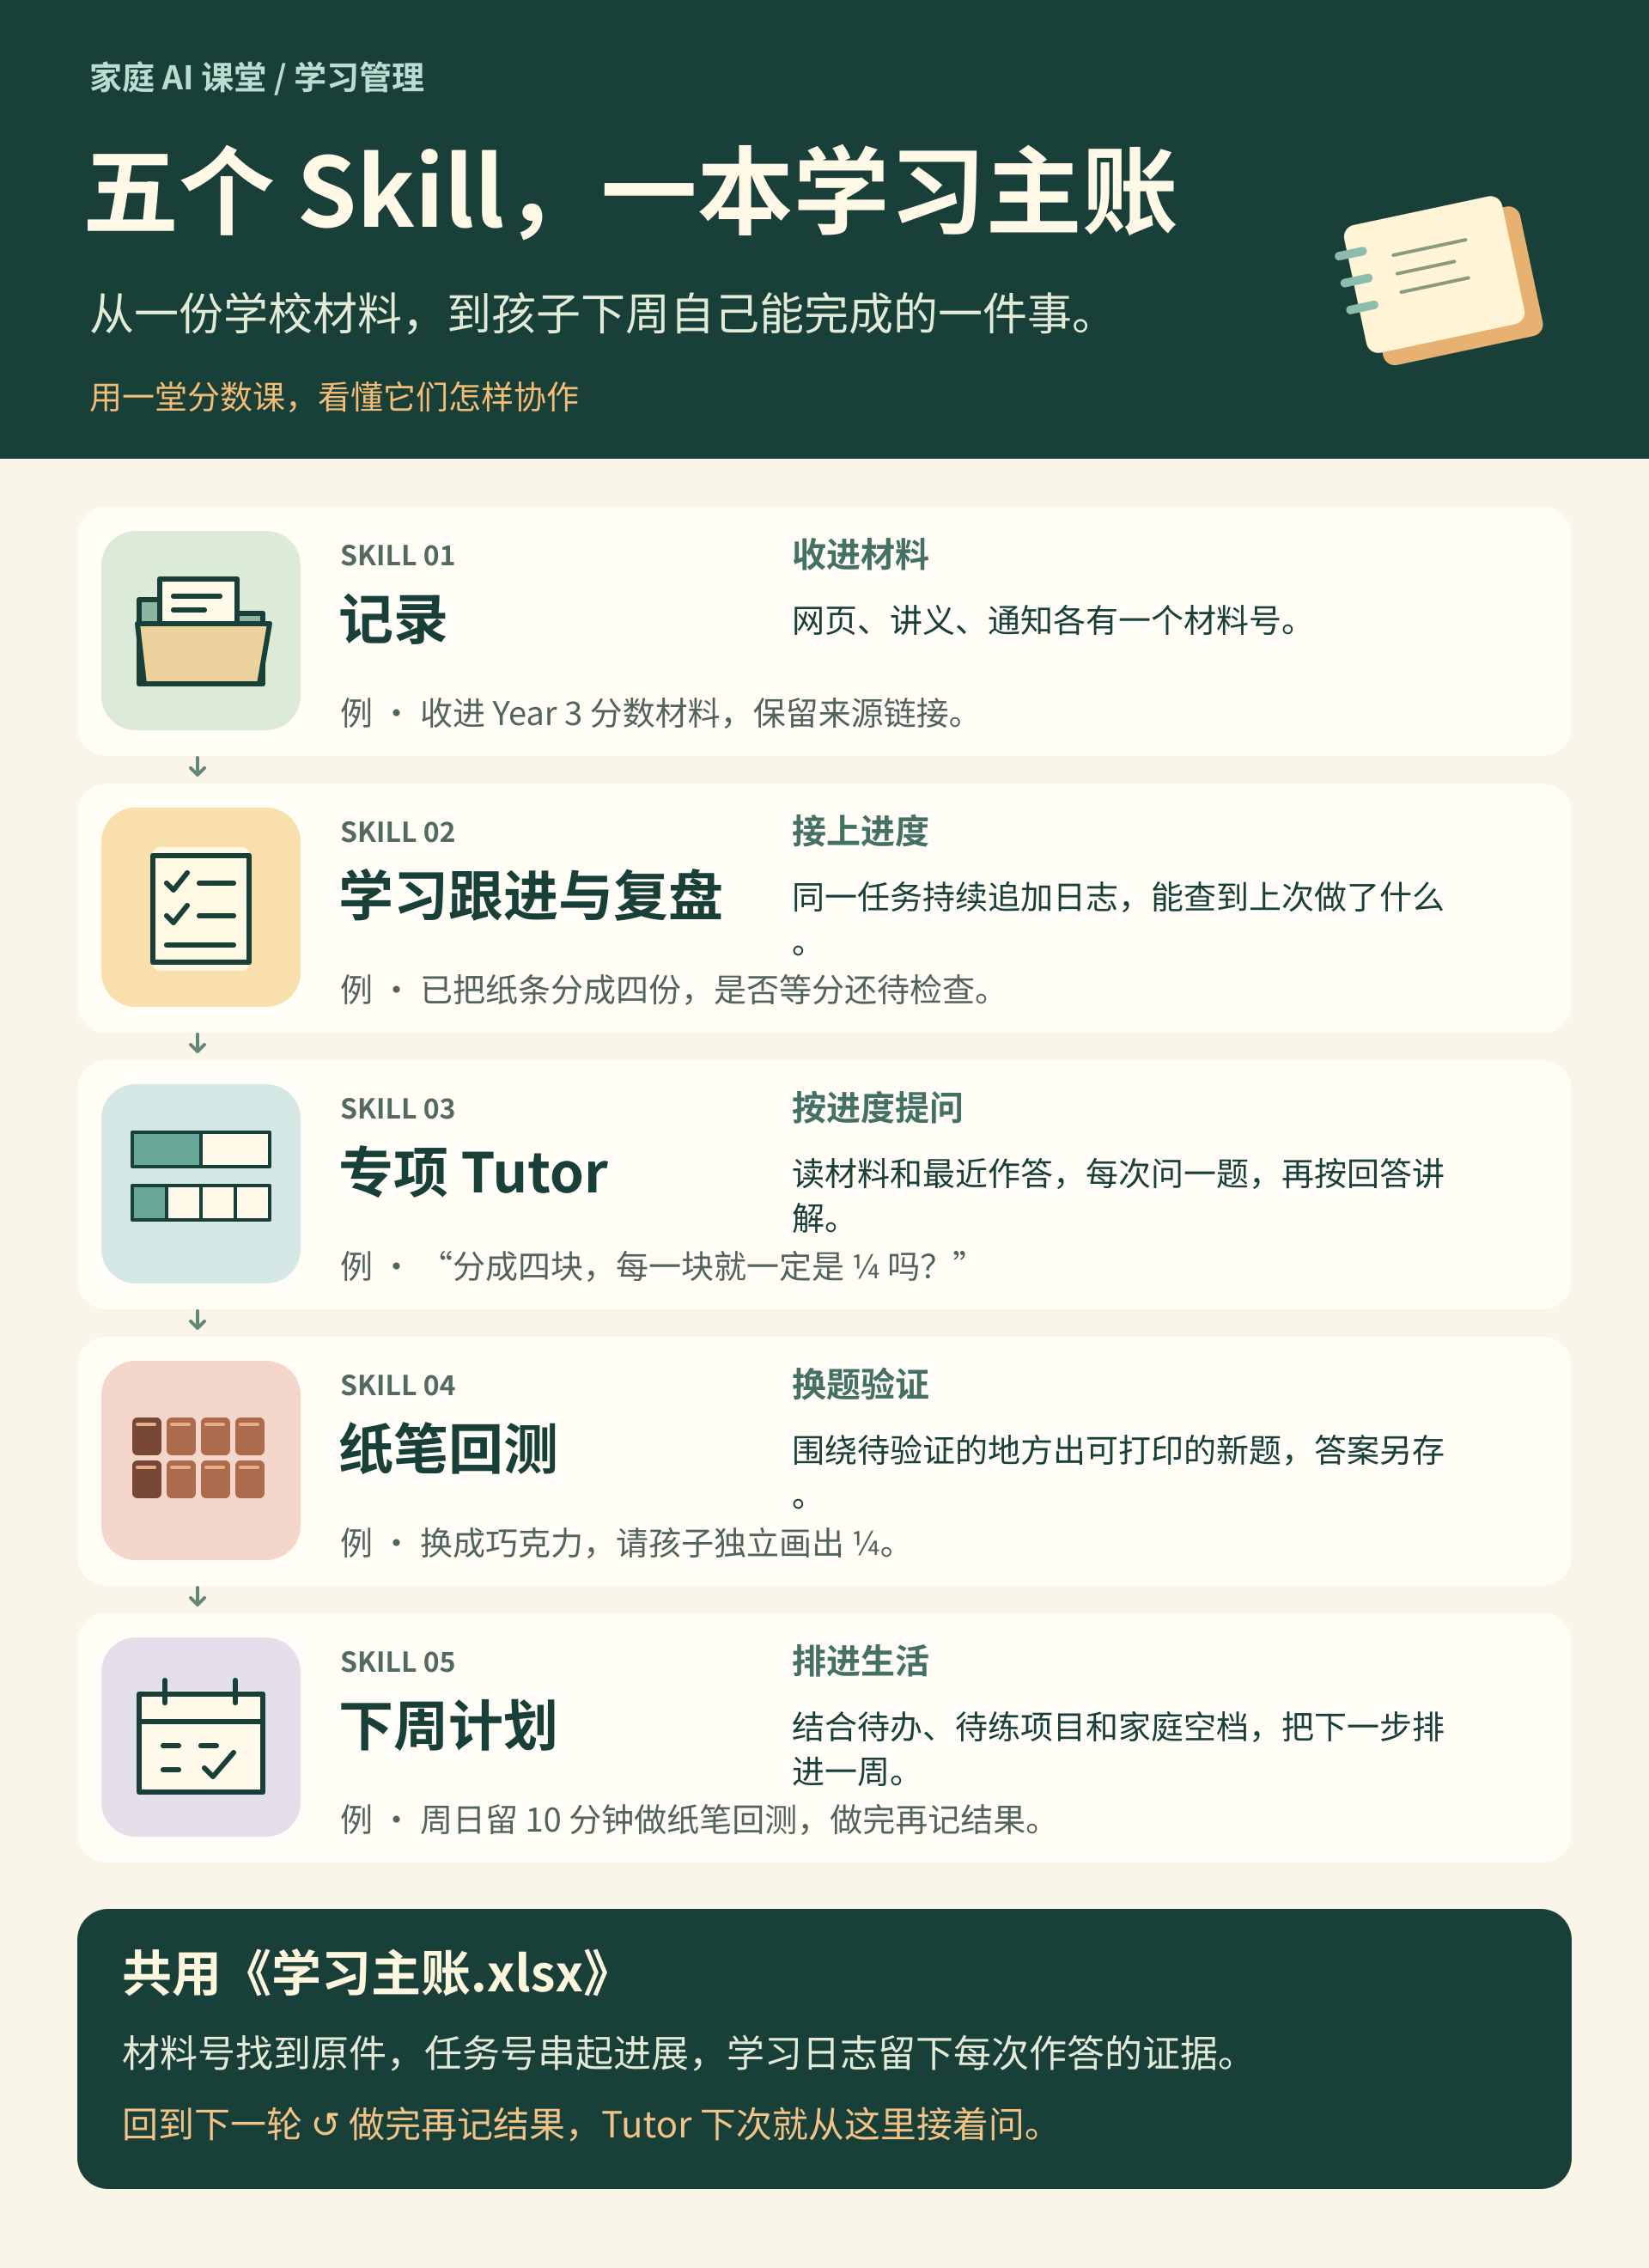 家庭 AI 课堂 / 学习管理
五个 Skill，一本学习主账
从一份学校材料，到孩子下周自己能完成的一件事。
用一堂分数课，看懂它们怎样协作
SKILL 01
记录
收进材料
网页、讲义、通知各有一个材料号。
例 · 收进 Year 3 分数材料，保留来源链接。
SKILL 02
学习跟进与复盘
接上进度
同一任务持续追加日志，能查到上次做了什么
。
例 · 已把纸条分成四份，是否等分还待检查。
SKILL 03
专项 Tutor
按进度提问
读材料和最近作答，每次问一题，再按回答讲
解。
例 · “分成四块，每一块就一定是 ¼ 吗？”
SKILL 04
纸笔回测
换题验证
围绕待验证的地方出可打印的新题，答案另存
。
例 · 换成巧克力，请孩子独立画出 ¼。
SKILL 05
下周计划
排进生活
结合待办、待练项目和家庭空档，把下一步排
进一周。
例 · 周日留 10 分钟做纸笔回测，做完再记结果。
共用《学习主账.xlsx》
材料号找到原件，任务号串起进展，学习日志留下每次作答的证据。
回到下一轮 ↺ 做完再记结果，Tutor 下次就从这里接着问。